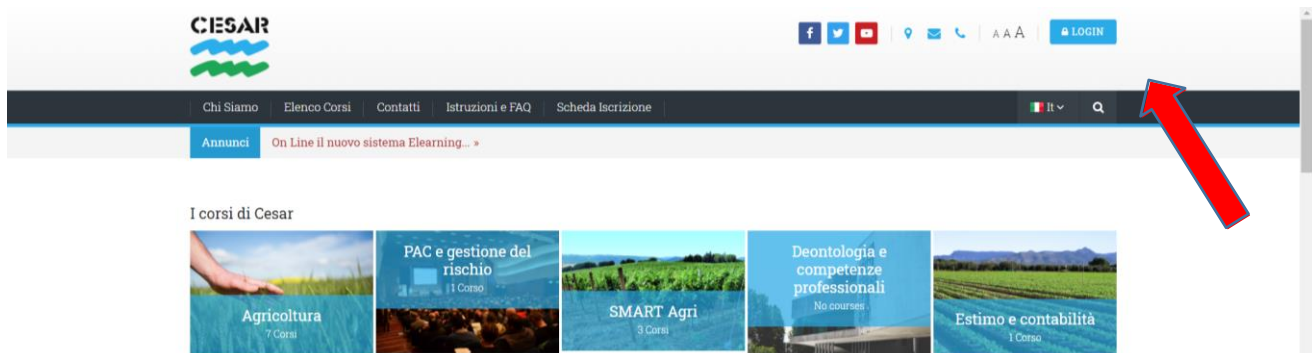 CESAR
A A A
LOGIN
Chi Siamo Elenco Corsi Contatti Istruzioni e FAQ Scheda Iscrizione It
Annunci On Line il nuovo sistema Elearning... »
I corsi di Cesar
Agricoltura
7 Corsi
PAC e gestione del
rischio
1 Corso
SMART Agri
3 Corsi
Deontologia e
competenze
professionali
No courses
Estimo e contabilità
1 Corso